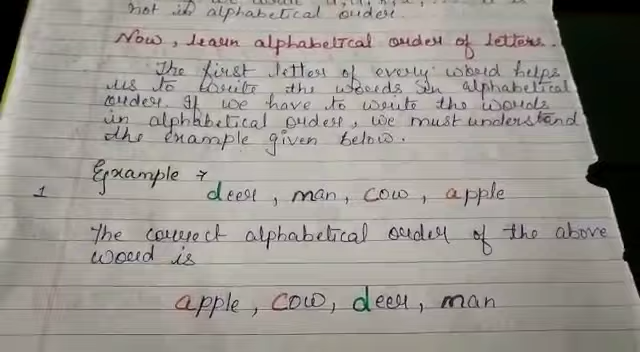 not in alphabetical order.
Now, learn alphabetical order of letters.
The first letter of every word helps
us to write the words in alphabetical
order. If we have to write the words
in alphabetical order, we must understand
the example given below.
Example →
1 deer, man, cow, apple
The correct alphabetical order of the above
word is
apple, cow, deer, man